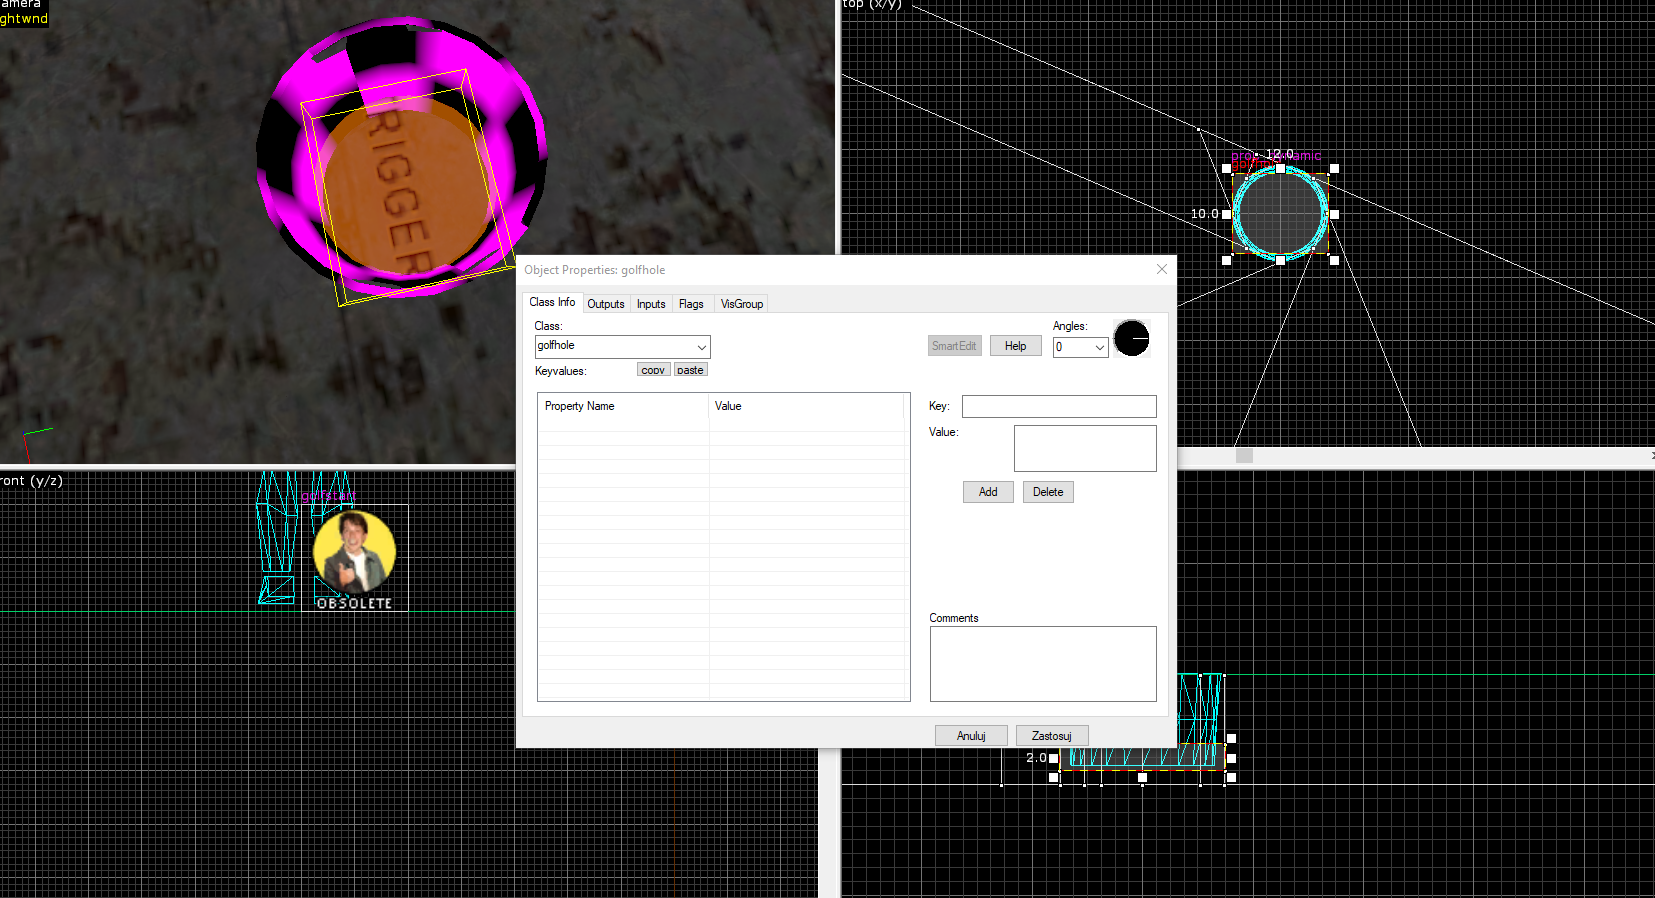 amera
ghtwnd
RIGGER
top (x/y)
12.0
10.0
Object Properties: golfhole
Class Info Outputs Inputs Flags VisGroup
Class:
golfhole
SmartEdit
Help
Angles:
0
Keyvalues:
copy
paste
Property Name Value
Key:
Value:
Add
Delete
Comments
Anuluj
Zastosuj
ront (y/z)
golfstart
OBSOLETE
2.0